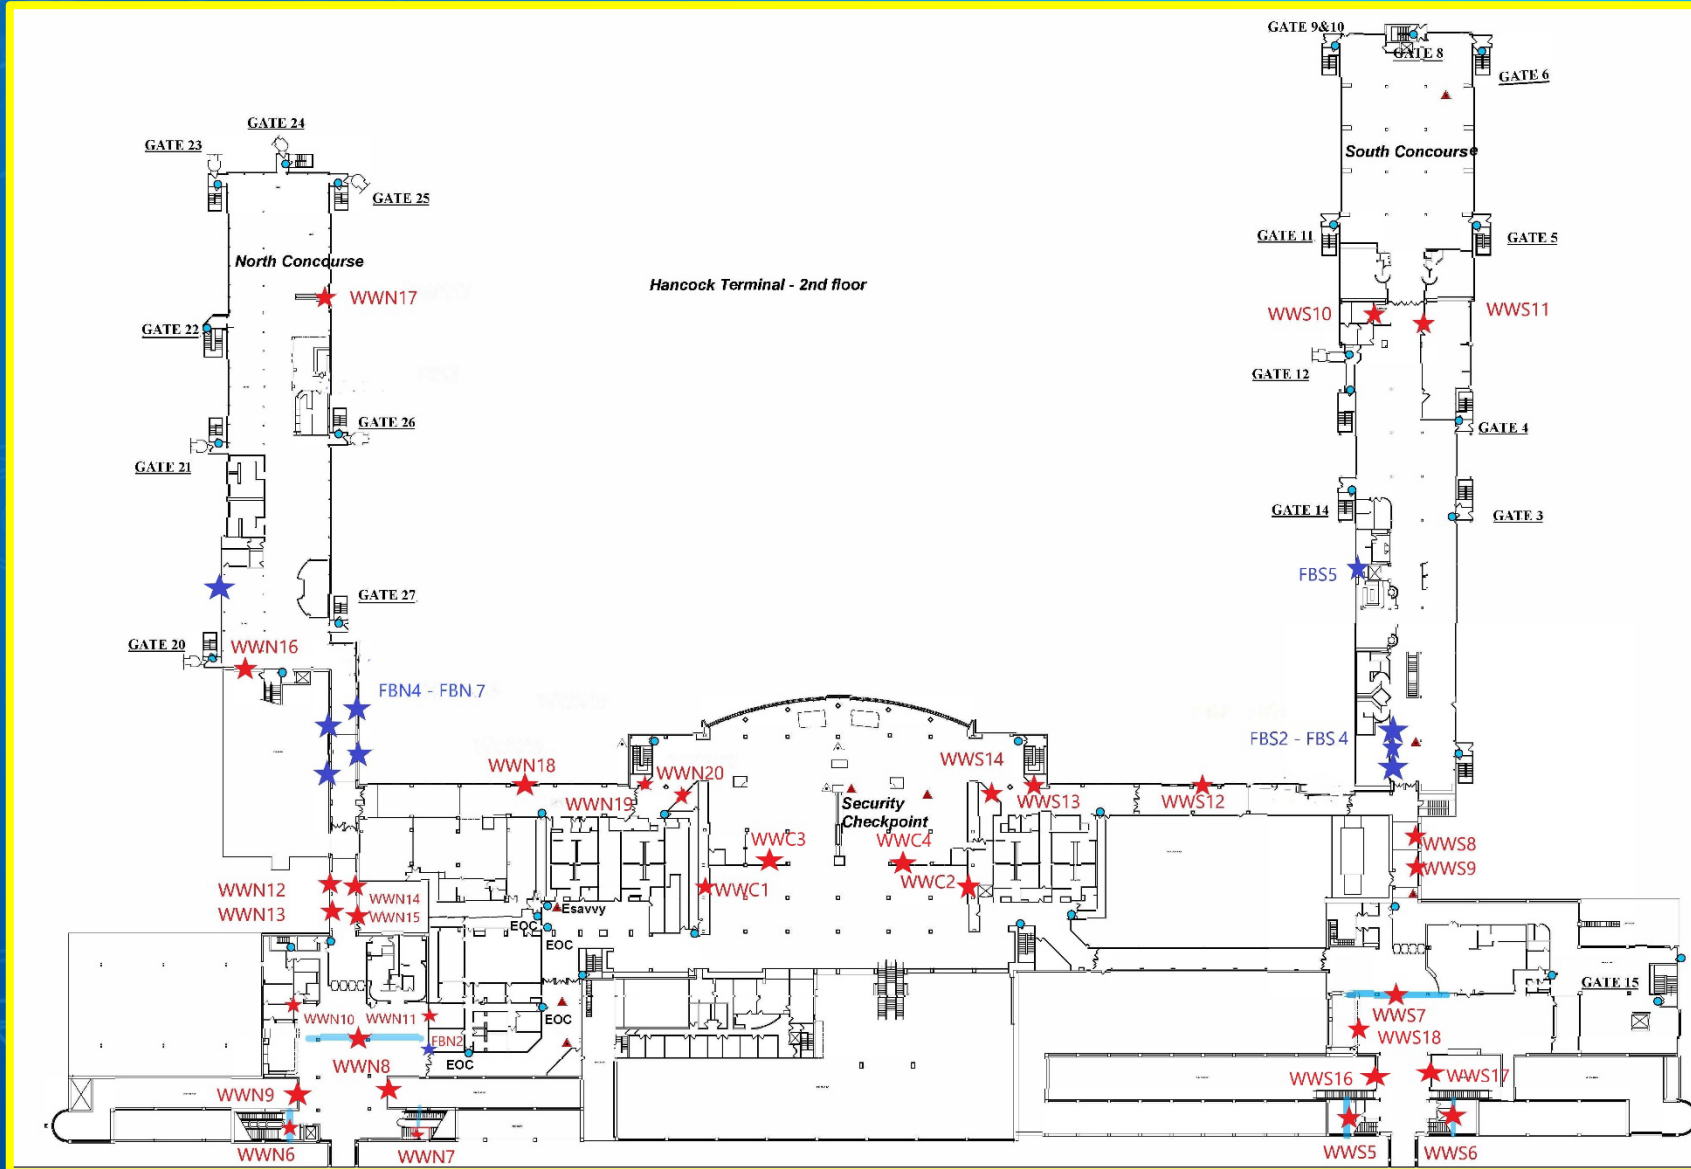 GATE 9&10
GATE 8
GATE 6
GATE 24
GATE 23
South Concourse
GATE 25
GATE 11
GATE 5
North Concourse
Hancock Terminal - 2nd floor
WWN17
WWS10
WWS11
GATE 22
GATE 12
GATE 26
GATE 4
GATE 21
GATE 14
GATE 3
FBS5
GATE 27
GATE 20
WWN16
FBN4 - FBN 7
FBS2 - FBS 4
WWN18
WWN20
WWS14
WWN19
WWS13
WWS12
Security
Checkpoint
WWC3
WWC4
WWS8
WWS9
WWN12
WWN14
WWC1
WWC2
WWN13
WWN15
Esavvy
EOC
EOC
GATE 15
WWN10
WWN11
EOC
WWS7
WWS18
FBN2
EOC
WWN8
WWS16
WWS17
WWN9
WWN6
WWN7
WWS5
WWS6